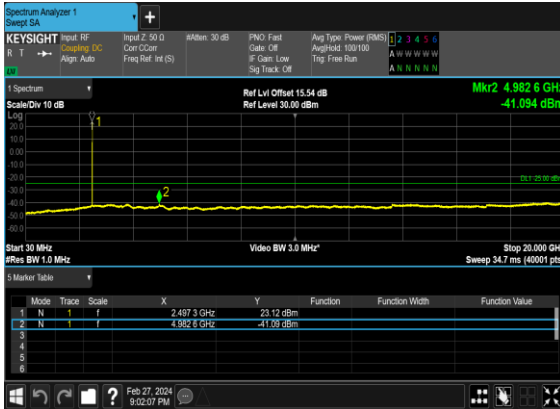 Spectrum Analyzer 1
Swept SA
+
KEYSIGHT Input: RF Input Z: 50 Ω #Atten: 30 dB PNO: Fast Avg Type: Power (RMS) 1 2 3 4 5 6
R T Coupling: DC Corr CCorr Gate: Off Avg|Hold: 100/100 A W W W W W
Align: Auto Freq Ref: Int (S) IF Gain: Low Trig: Free Run
Sig Track: Off A N N N N N
1 Spectrum
Ref Lvl Offset 15.54 dB Mkr2 4.982 6 GHz
Scale/Div 10 dB Ref Level 30.00 dBm -41.094 dBm
Log
20.0
1
10.0
0.00
-10.0
-20.0
DL1 -25.00 dBm
-30.0
2
-40.0
-50.0
-60.0
Start 30 MHz Video BW 3.0 MHz* Stop 20.000 GHz
#Res BW 1.0 MHz Sweep 34.7 ms (40001 pts)
5 Marker Table
Mode Trace Scale X Y Function Function Width Function Value
1 N 1 f 2.497 3 GHz 23.12 dBm
2 N 1 f 4.982 6 GHz -41.09 dBm
3
4
5
6
? Feb 27, 2024
9:02:07 PM